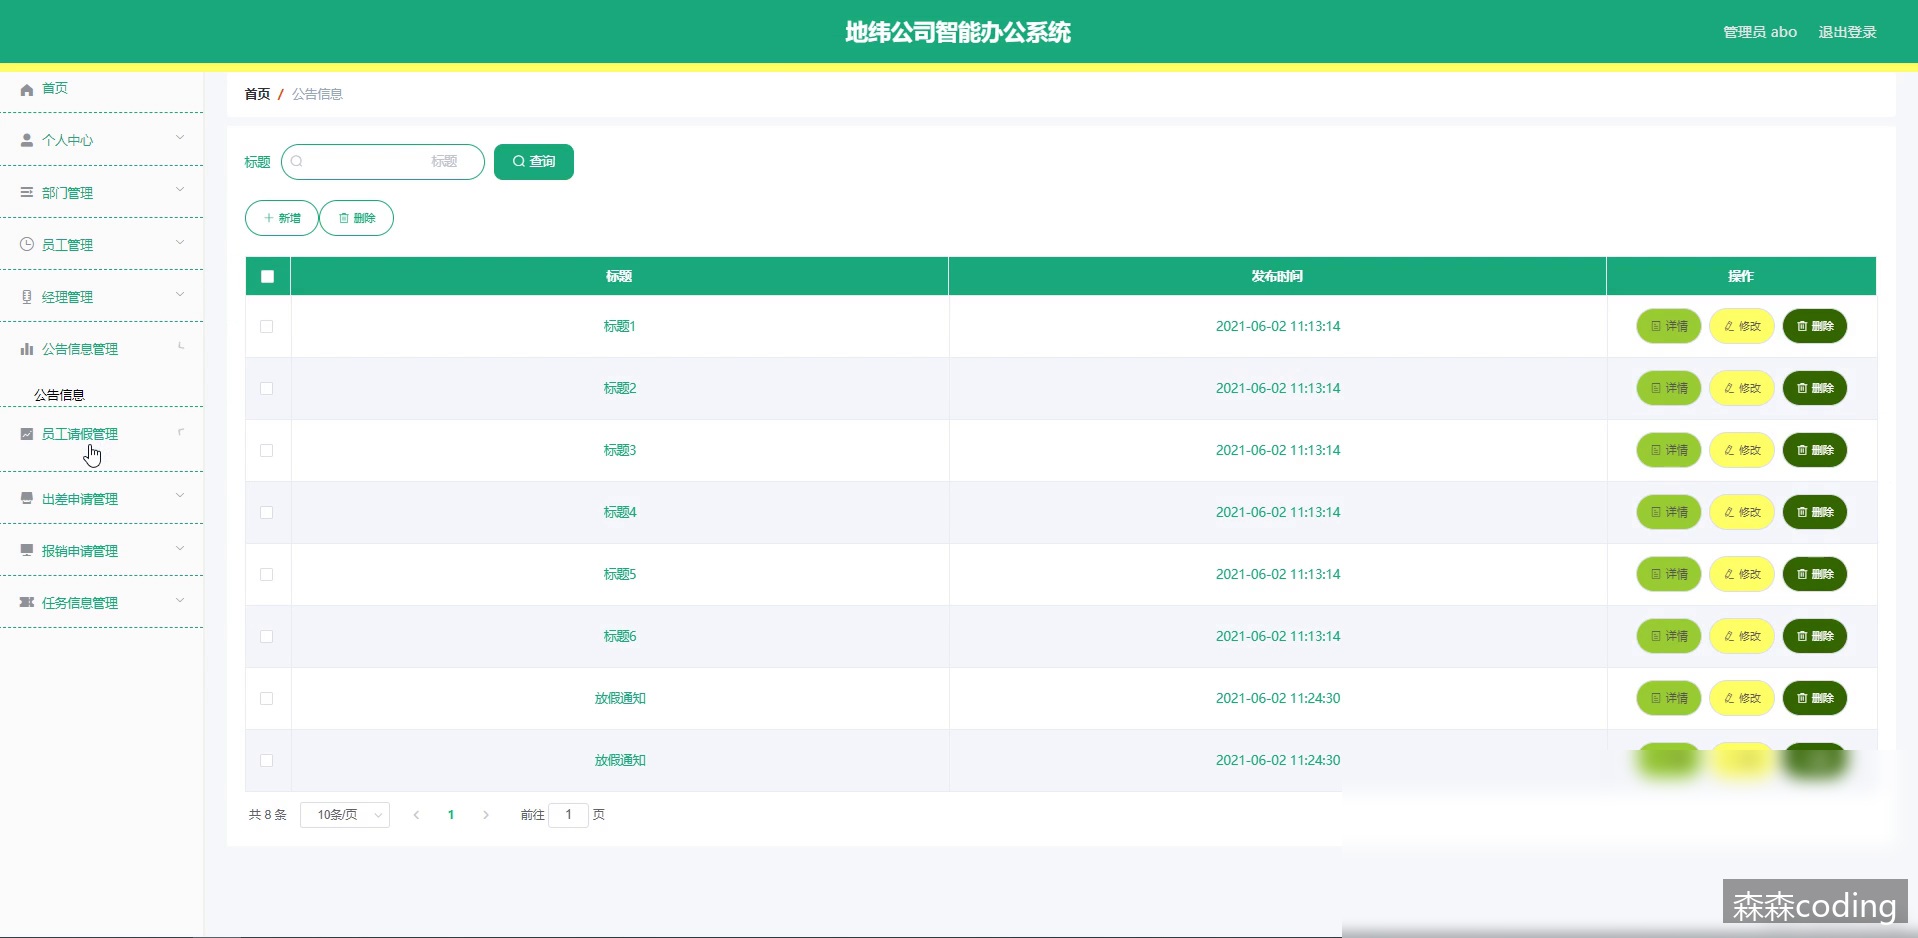 地纬公司智能办公系统
管理员 abo 退出登录
首页
个人中心
部门管理
员工管理
经理管理
公告信息管理
公告信息
员工请假管理
出差申请管理
报销申请管理
任务信息管理
首页 / 公告信息
标题 标题 查询
新增 删除
标题 发布时间 操作
标题1 2021-06-02 11:13:14 详情 修改 删除
标题2 2021-06-02 11:13:14 详情 修改 删除
标题3 2021-06-02 11:13:14 详情 修改 删除
标题4 2021-06-02 11:13:14 详情 修改 删除
标题5 2021-06-02 11:13:14 详情 修改 删除
标题6 2021-06-02 11:13:14 详情 修改 删除
放假通知 2021-06-02 11:24:30 详情 修改 删除
放假通知 2021-06-02 11:24:30
共 8 条 10条/页 1 前往 1 页
森森coding